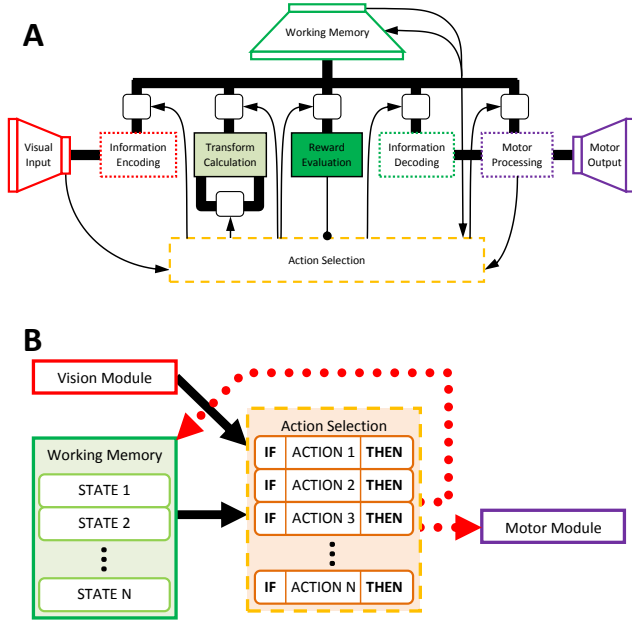 A
Working Memory
Visual
Input
Information
Encoding
Transform
Calculation
Reward
Evaluation
Information
Decoding
Motor
Processing
Motor
Output
Action Selection
B
Vision Module
Working Memory
STATE 1
STATE 2
STATE N
Action Selection
IF ACTION 1 THEN
IF ACTION 2 THEN
IF ACTION 3 THEN
IF ACTION N THEN
Motor Module